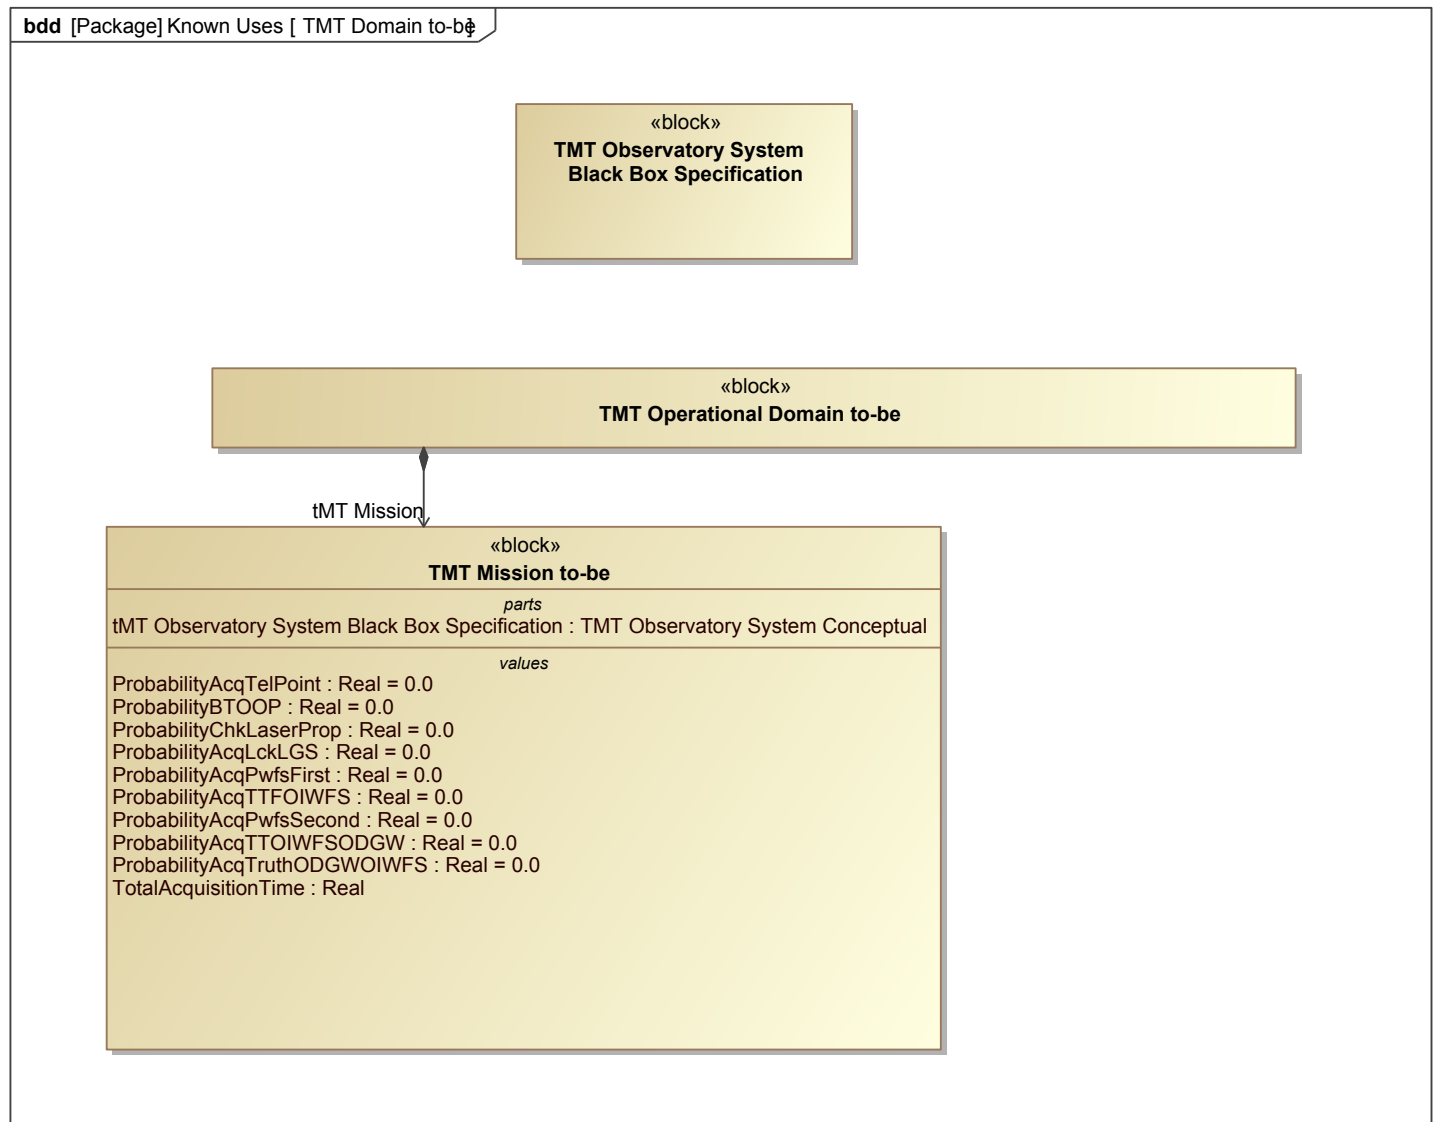 bdd [Package] Known Uses [ TMT Domain to-be ]
«block»
TMT Observatory System
Black Box Specification
«block»
TMT Operational Domain to-be
tMT Mission
«block»
TMT Mission to-be
parts
tMT Observatory System Black Box Specification : TMT Observatory System Conceptual
values
ProbabilityAcqTelPoint : Real = 0.0
ProbabilityBTOOP : Real = 0.0
ProbabilityChkLaserProp : Real = 0.0
ProbabilityAcqLckLGS : Real = 0.0
ProbabilityAcqPwfsFirst : Real = 0.0
ProbabilityAcqTTFOIWFS : Real = 0.0
ProbabilityAcqPwfsSecond : Real = 0.0
ProbabilityAcqTTOIWFSODGW : Real = 0.0
ProbabilityAcqTruthODGWOIWFS : Real = 0.0
TotalAcquisitionTime : Real